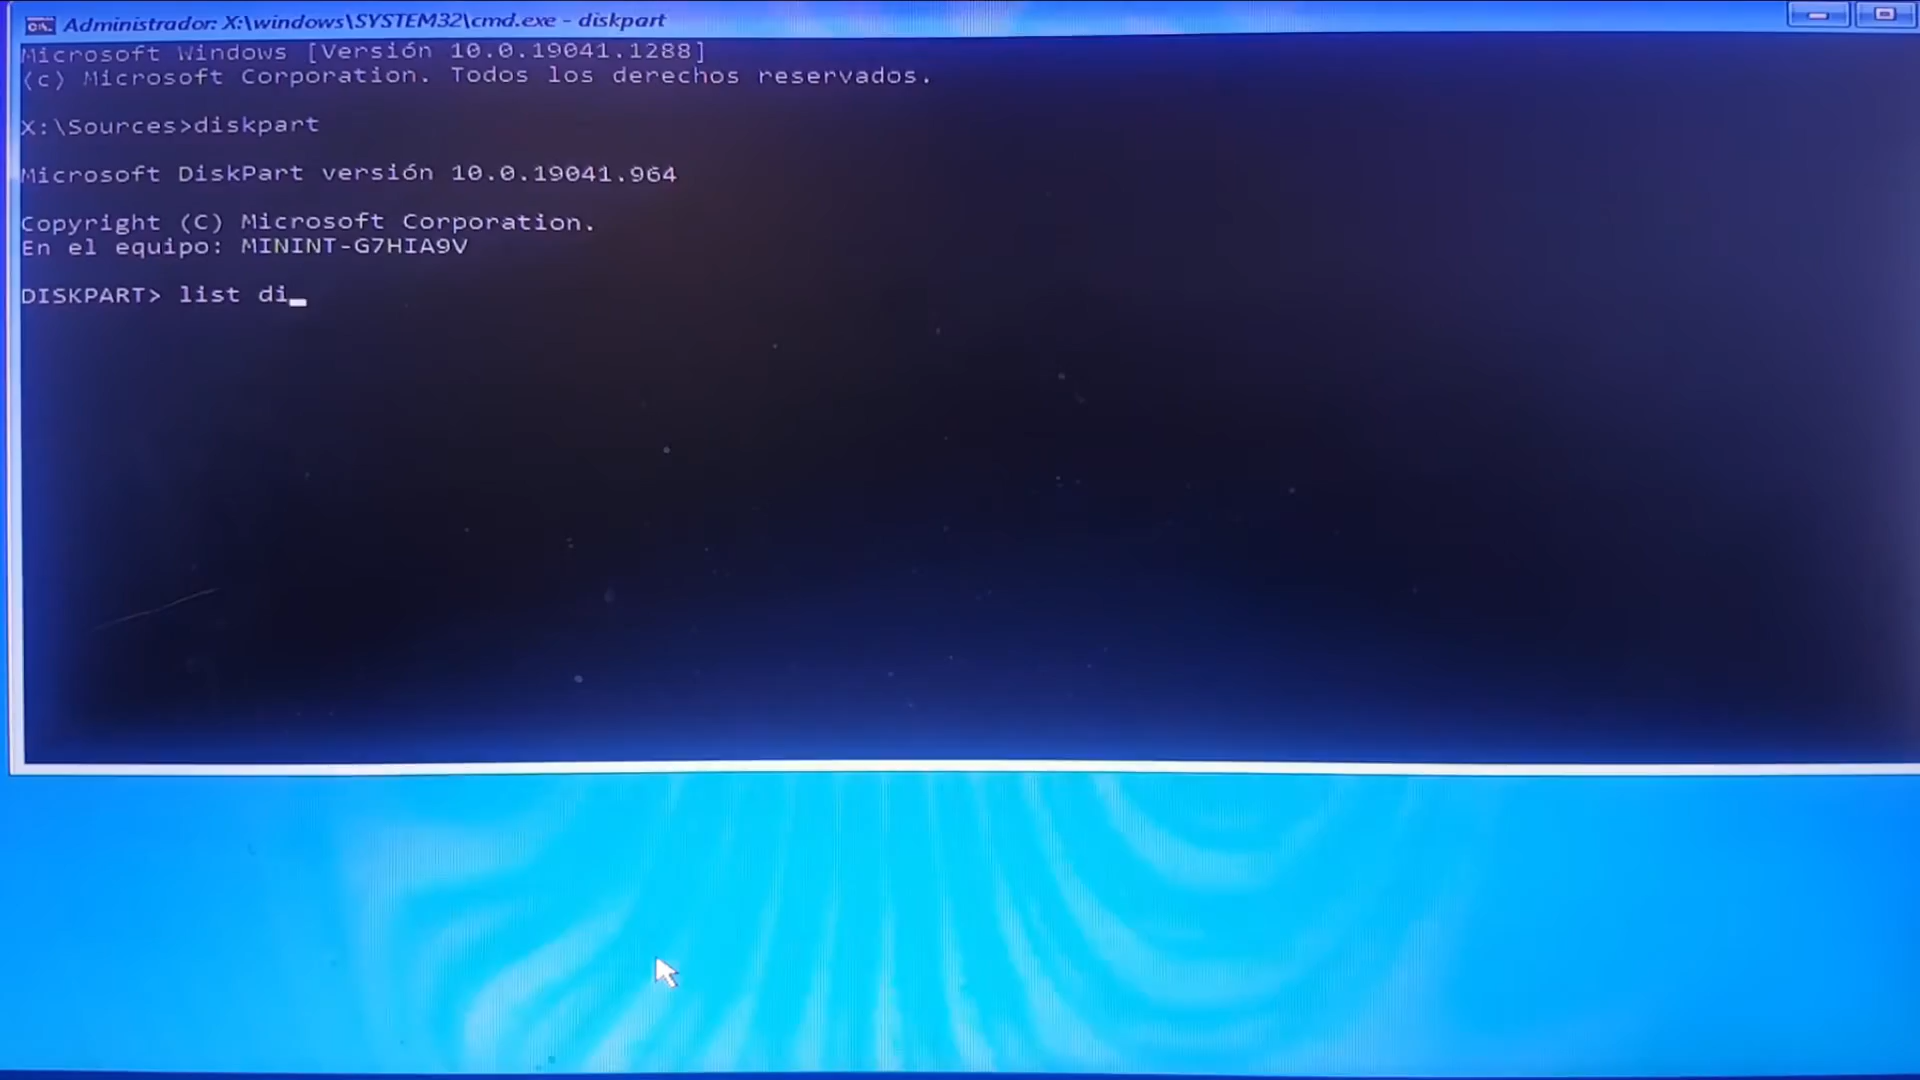 Administrador: X:\windows\SYSTEM32\cmd.exe - diskpart
Microsoft Windows [Versión 10.0.19041.1288]
(c) Microsoft Corporation. Todos los derechos reservados.
X:\Sources>diskpart
Microsoft DiskPart versión 10.0.19041.964
Copyright (C) Microsoft Corporation.
En el equipo: MININT-G7HIA9V
DISKPART> list di_